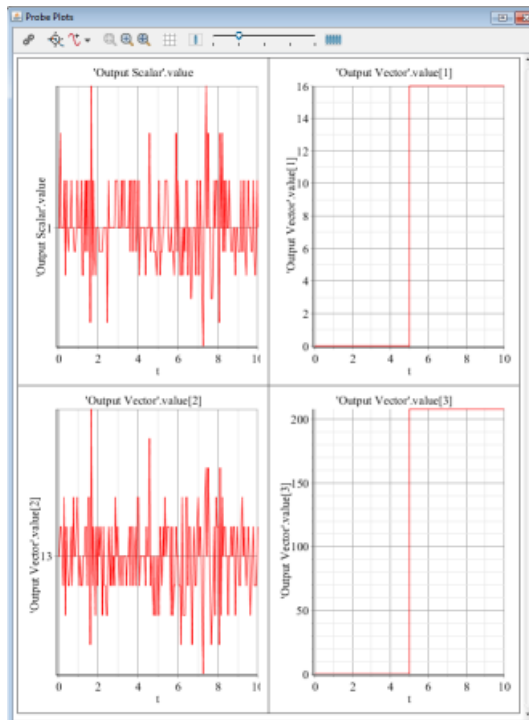 Probe Plots
'Output Scalar'.value
'Output Scalar'.value
1
0 2 4 6 8 10
t
'Output Vector'.value[1]
'Output Vector'.value[1]
16
14
12
10
8
6
4
2
0
0 2 4 6 8 10
t
'Output Vector'.value[2]
'Output Vector'.value[2]
13
0 2 4 6 8 10
t
'Output Vector'.value[3]
'Output Vector'.value[3]
200
150
100
50
0
0 2 4 6 8 10
t